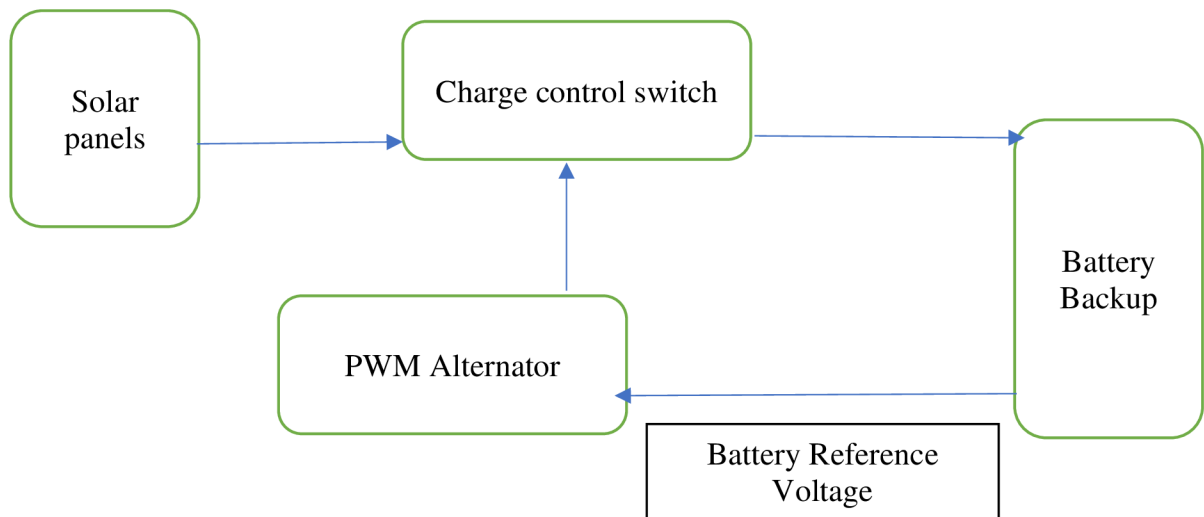 Solar
panels
Charge control switch
Battery
Backup
PWM Alternator
Battery Reference
Voltage